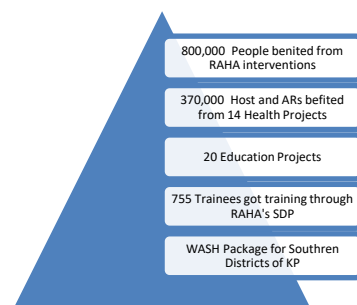 800,000 People benited from
RAHA interventions
370,000 Host and ARs befited
from 14 Health Projects
20 Education Projects
755 Trainees got training through
RAHA's SDP
WASH Package for Southren
Districts of KP